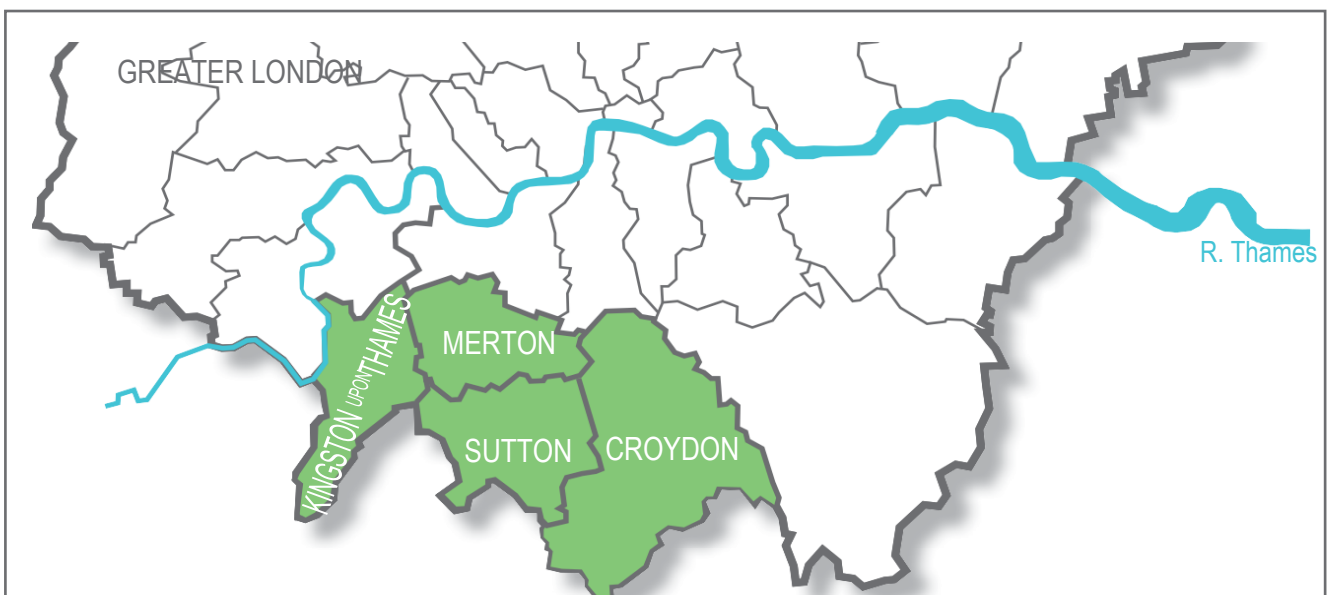 GREATER LONDON
R. Thames
KINGSTON UPON THAMES
MERTON
SUTTON
CROYDON